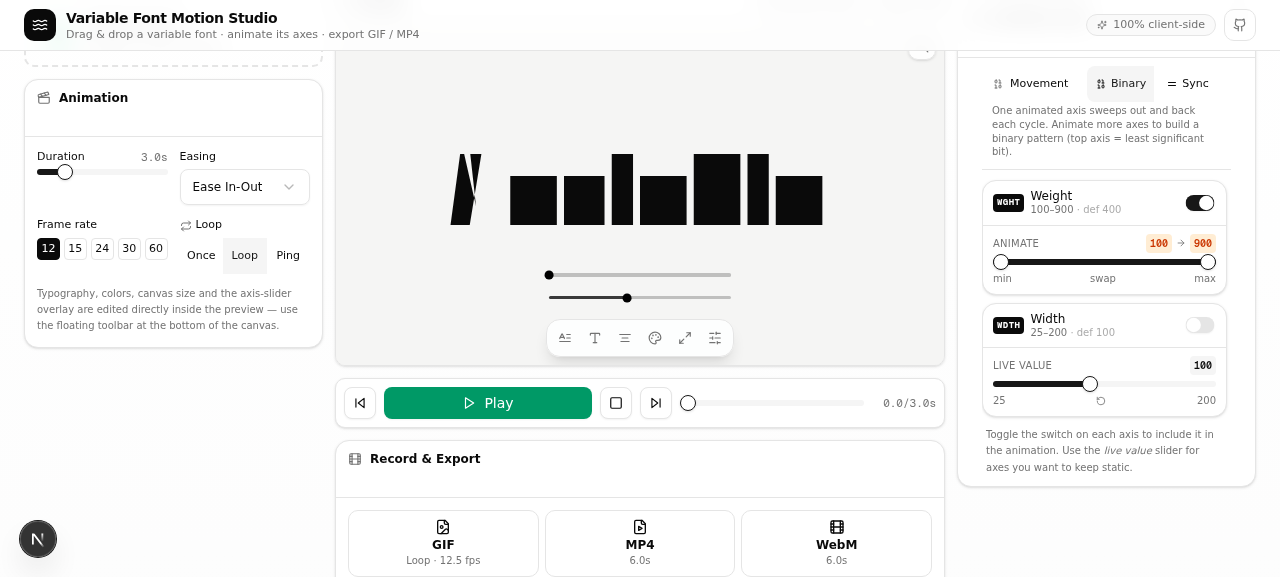 Variable Font Motion Studio
Drag & drop a variable font · animate its axes · export GIF / MP4
100% client-side
Animation
Duration
3.0s
Easing
Ease In-Out
Frame rate
12
15
24
30
60
Loop
Once
Loop
Ping
Typography, colors, canvas size and the axis-slider
overlay are edited directly inside the preview — use
the floating toolbar at the bottom of the canvas.
Play
0.0/3.0s
Record & Export
GIF
Loop · 12.5 fps
MP4
6.0s
WebM
6.0s
Movement
Binary
Sync
One animated axis sweeps out and back
each cycle. Animate more axes to build a
binary pattern (top axis = least significant
bit).
WGHT
Weight
100–900 · def 400
ANIMATE
100 → 900
min
swap
max
WDTH
Width
25–200 · def 100
LIVE VALUE
100
25
200
Toggle the switch on each axis to include it in
the animation. Use the live value slider for
axes you want to keep static.
N